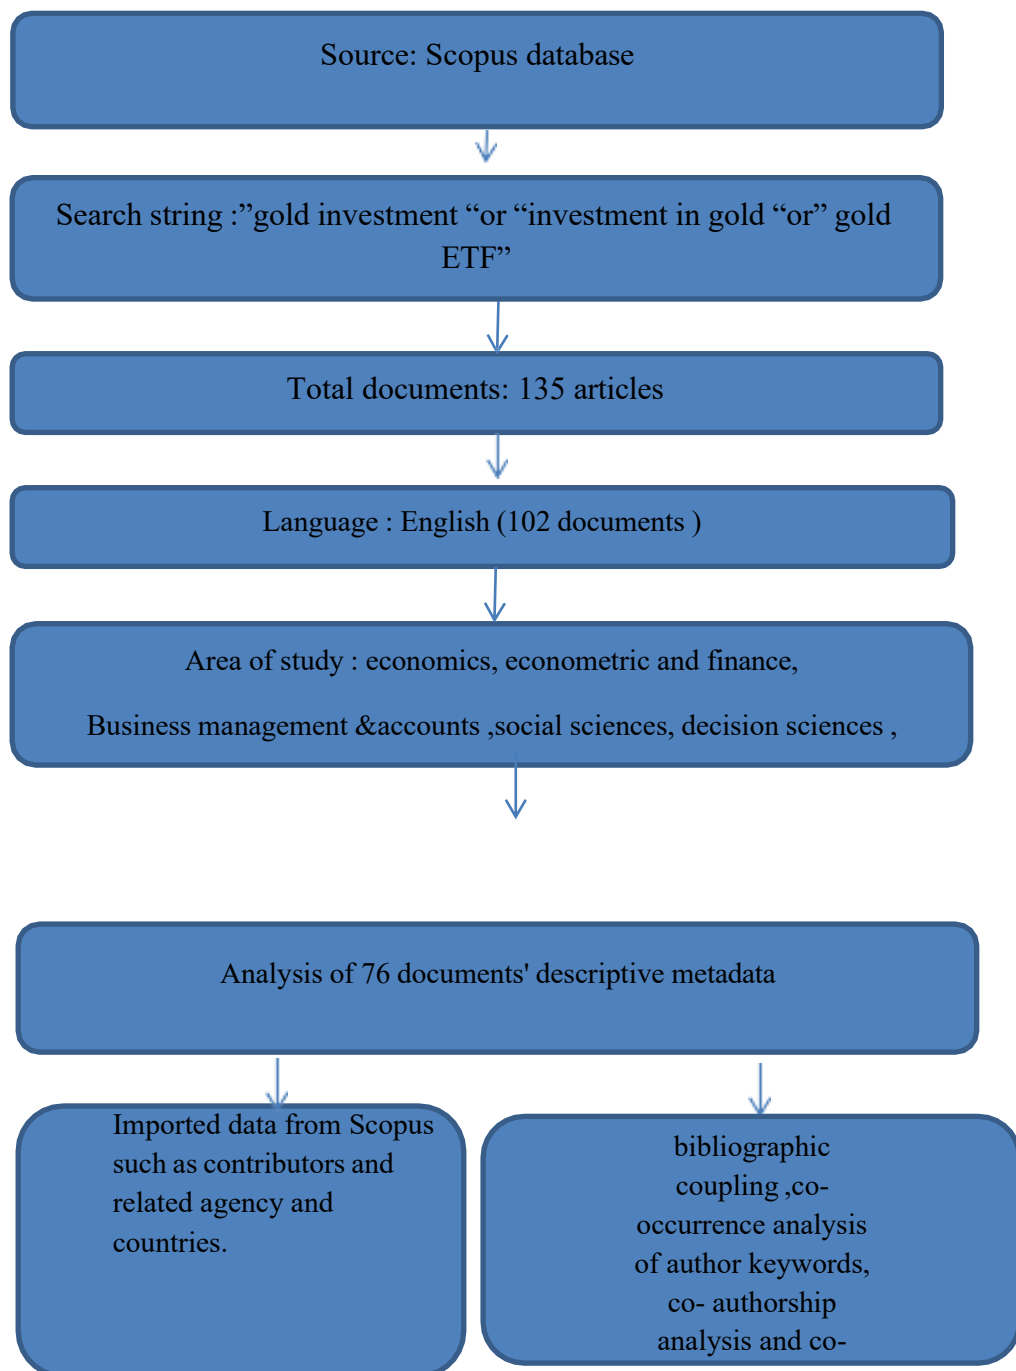 Source: Scopus database
Search string :”gold investment “or “investment in gold “or” gold
ETF”
Total documents: 135 articles
Language : English (102 documents )
Area of study : economics, econometric and finance,
Business management &accounts ,social sciences, decision sciences ,
Analysis of 76 documents' descriptive metadata
Imported data from Scopus
such as contributors and
related agency and
countries.
bibliographic
coupling ,co-
occurrence analysis
of author keywords,
co- authorship
analysis and co-